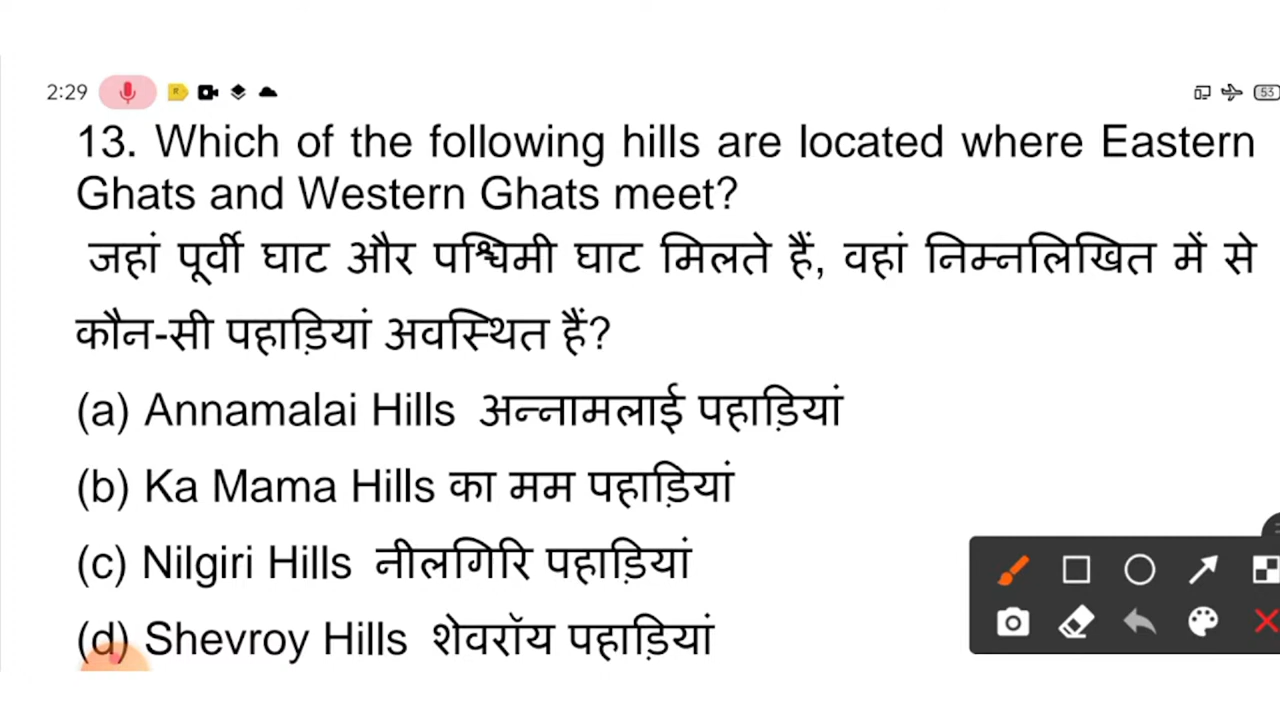 2:29
53
13. Which of the following hills are located where Eastern
Ghats and Western Ghats meet?
जहां पूर्वी घाट और पश्चिमी घाट मिलते हैं, वहां निम्नलिखित में से
कौन-सी पहाड़ियां अवस्थित हैं?
(a) Annamalai Hills अन्नामलाई पहाड़ियां
(b) Ka Mama Hills का मम पहाड़ियां
(c) Nilgiri Hills नीलगिरि पहाड़ियां
(d) Shevroy Hills शेवरॉय पहाड़ियां